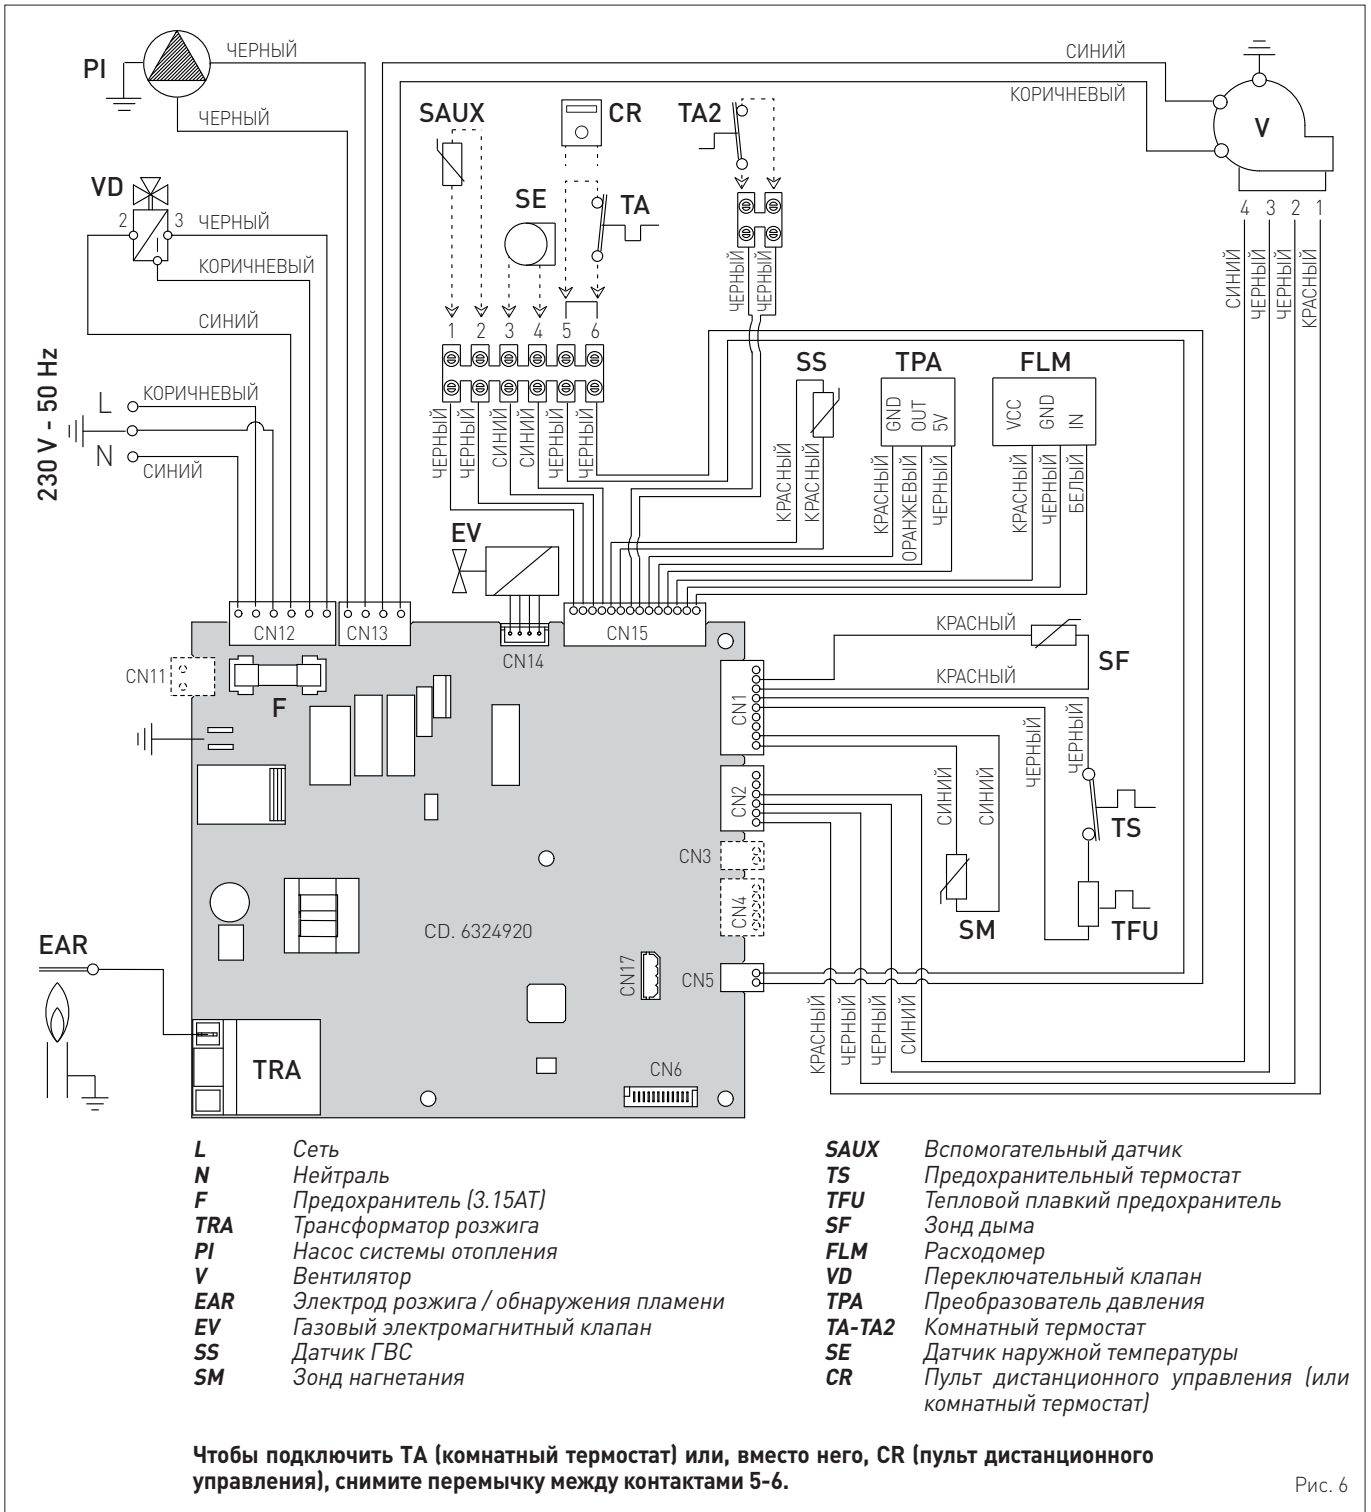 PI
ЧЕРНЫЙ
ЧЕРНЫЙ
СИНИЙ
КОРИЧНЕВЫЙ
V
4 3 2 1
СИНИЙ
ЧЕРНЫЙ
ЧЕРНЫЙ
КРАСНЫЙ
SAUX
CR
TA2
SE
TA
VD
2
3
ЧЕРНЫЙ
КОРИЧНЕВЫЙ
СИНИЙ
ЧЕРНЫЙ
ЧЕРНЫЙ
1 2 3 4 5 6
230 V - 50 Hz
L
КОРИЧНЕВЫЙ
N
СИНИЙ
ЧЕРНЫЙ
ЧЕРНЫЙ
СИНИЙ
СИНИЙ
ЧЕРНЫЙ
ЧЕРНЫЙ
SS
TPA
FLM
GND
OUT
5V
VCC
GND
IN
КРАСНЫЙ
КРАСНЫЙ
КРАСНЫЙ
ОРАНЖЕВЫЙ
ЧЕРНЫЙ
КРАСНЫЙ
ЧЕРНЫЙ
БЕЛЫЙ
EV
CN12
CN13
CN14
CN15
CN11
F
КРАСНЫЙ
КРАСНЫЙ
SF
CN1
ЧЕРНЫЙ
ЧЕРНЫЙ
СИНИЙ
СИНИЙ
CN2
TS
CN3
CN4
SM
TFU
CD. 6324920
EAR
CN17
CN5
КРАСНЫЙ
ЧЕРНЫЙ
ЧЕРНЫЙ
СИНИЙ
TRA
CN6
L Сеть
N Нейтраль
F Предохранитель (3.15AT)
TRA Трансформатор розжига
PI Насос системы отопления
V Вентилятор
EAR Электрод розжига / обнаружения пламени
EV Газовый электромагнитный клапан
SS Датчик ГВС
SM Зонд нагнетания
SAUX Вспомогательный датчик
TS Предохранительный термостат
TFU Тепловой плавкий предохранитель
SF Зонд дыма
FLM Расходомер
VD Переключательный клапан
TPA Преобразователь давления
TA-TA2 Комнатный термостат
SE Датчик наружной температуры
CR Пульт дистанционного управления (или
комнатный термостат)
Чтобы подключить ТА (комнатный термостат) или, вместо него, CR (пульт дистанционного
управления), снимите перемычку между контактами 5-6.
Рис. 6